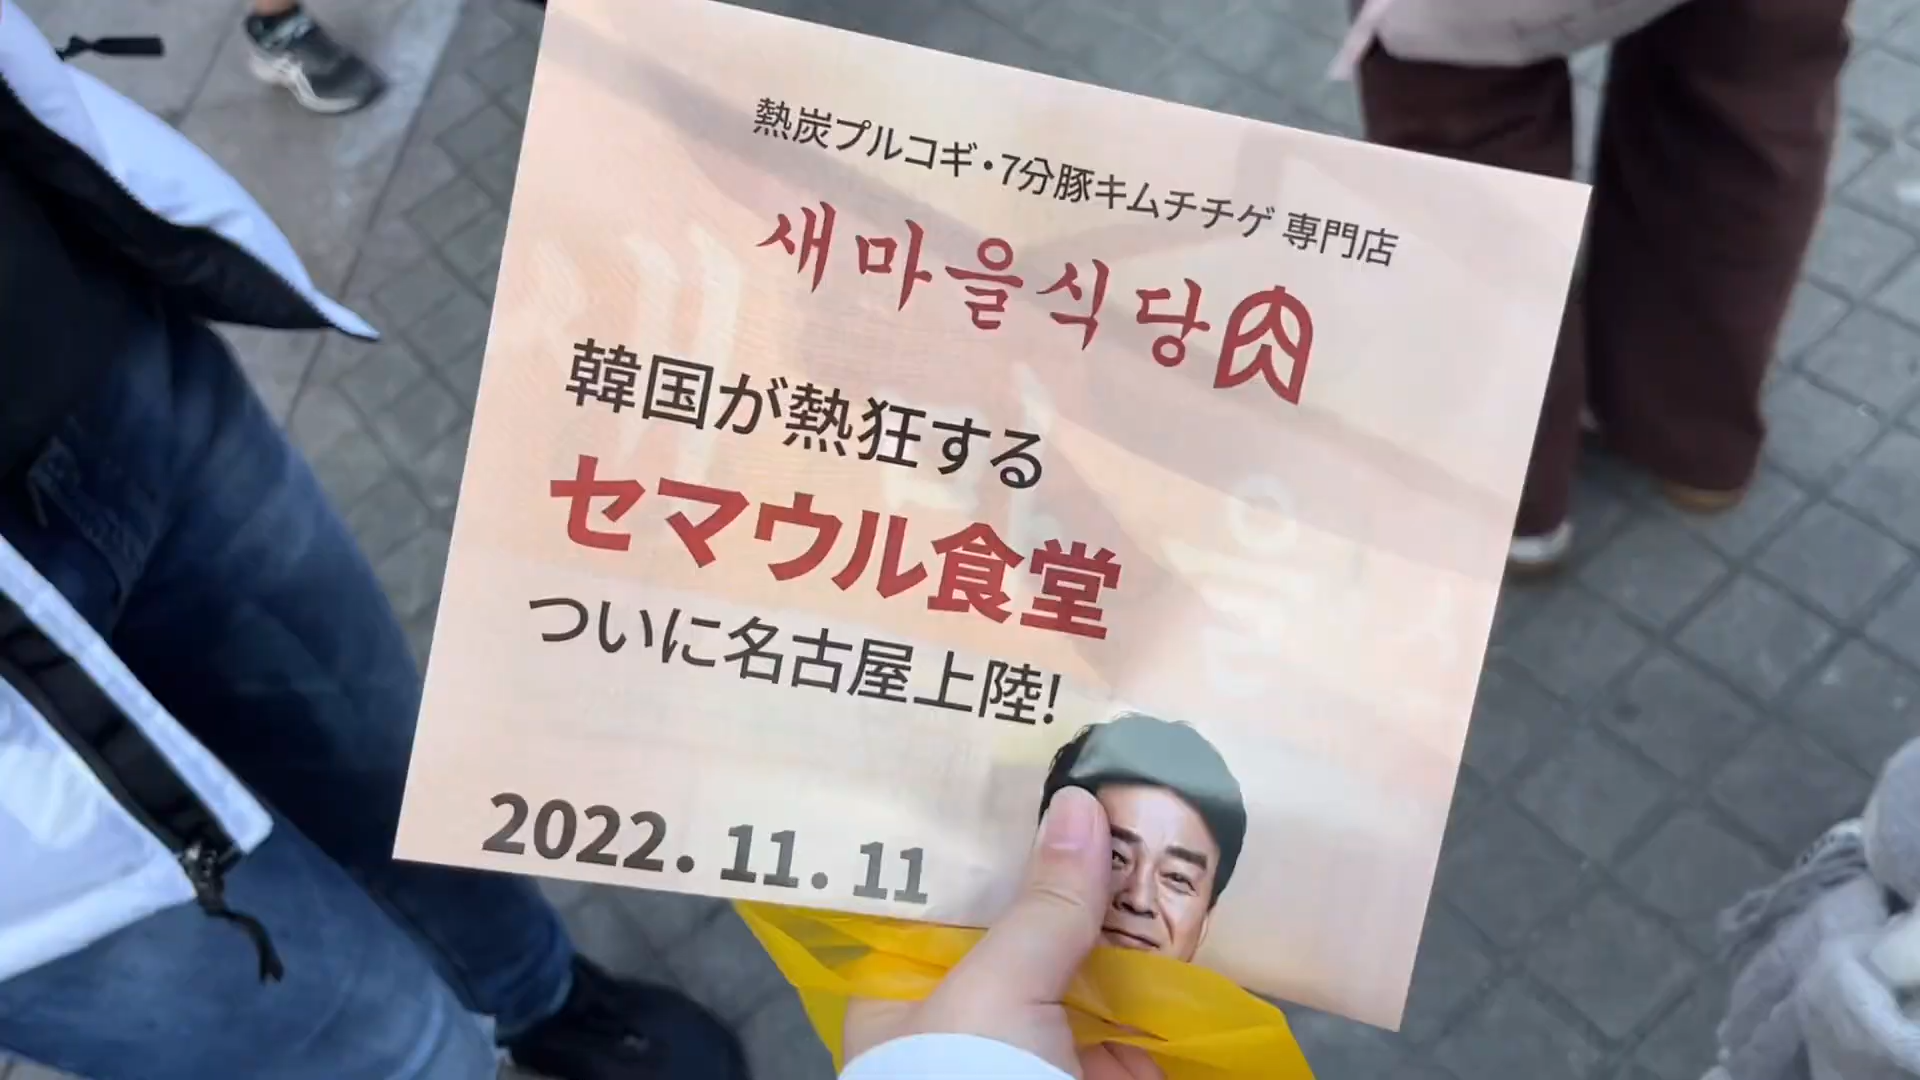 熱炭プルコギ・7分豚キムチチゲ 専門店
새마을식당肉
韓国が熱狂する
セマウル食堂
ついに名古屋上陸!
2022. 11. 11